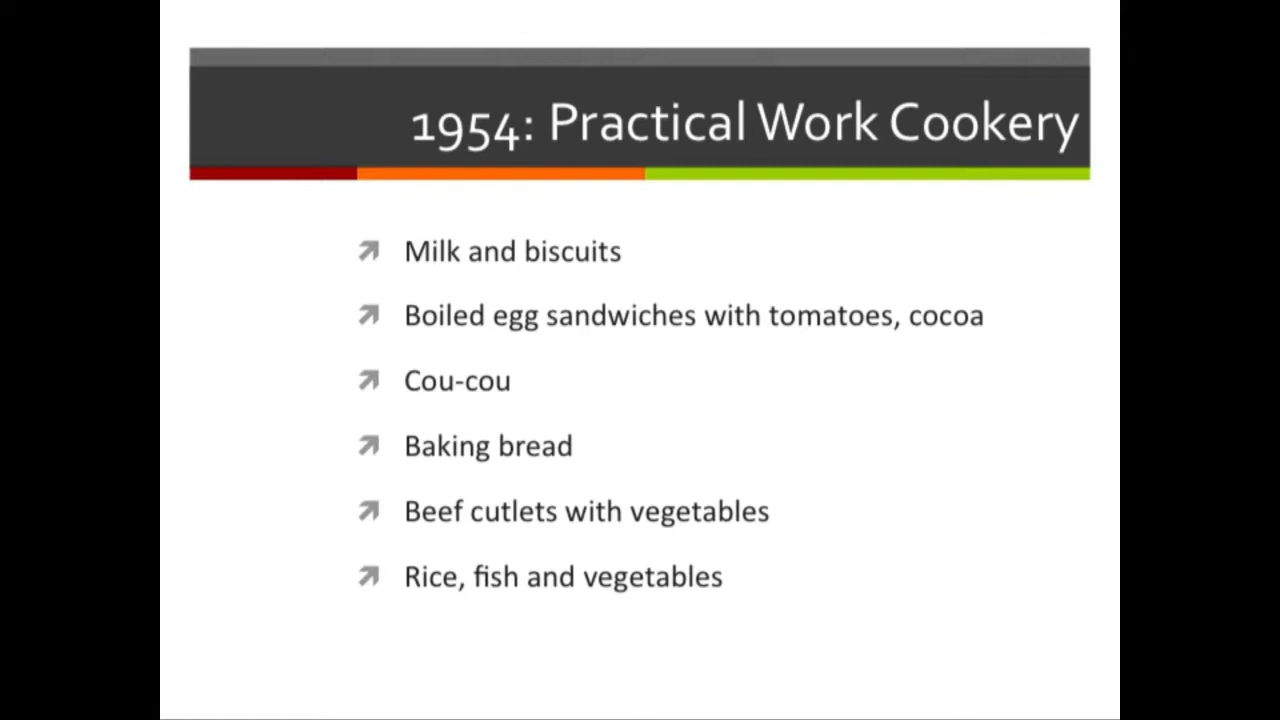 1954: Practical Work Cookery
Milk and biscuits
Boiled egg sandwiches with tomatoes, cocoa
Cou-cou
Baking bread
Beef cutlets with vegetables
Rice, fish and vegetables